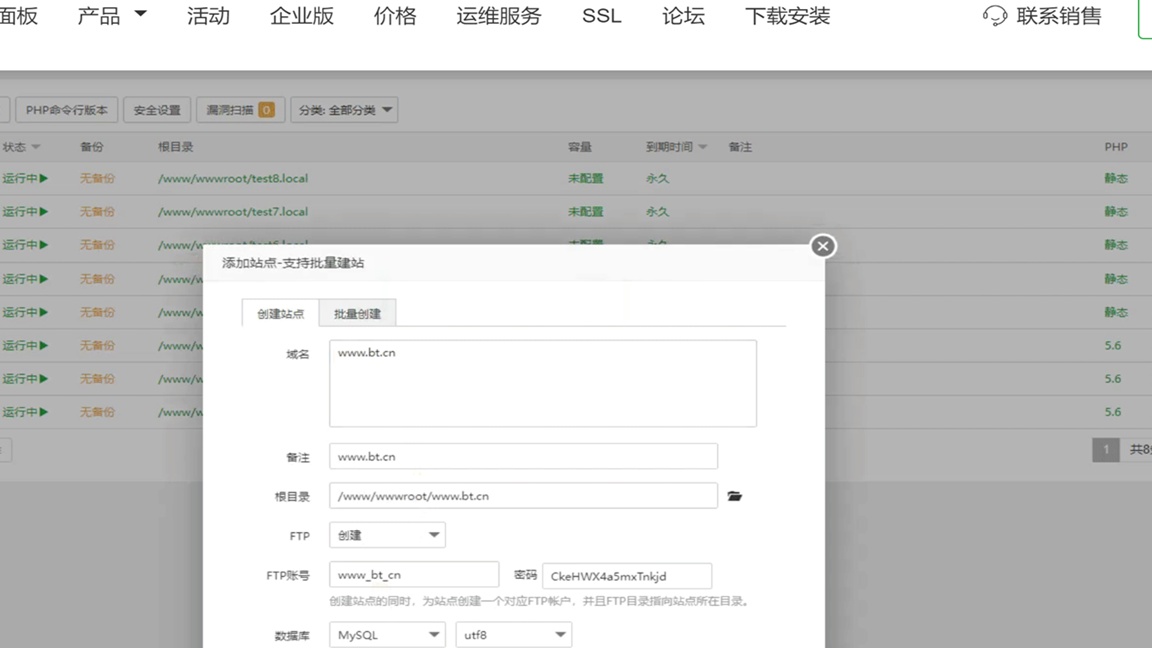 面板 产品 活动 企业版 价格 运维服务 SSL 论坛 下载安装 联系销售
PHP命令行版本 安全设置 漏洞扫描 0 分类: 全部分类
状态 备份 根目录 容量 到期时间 备注 PHP
运行中 无备份 /www/wwwroot/test8.local 未配置 永久 静态
运行中 无备份 /www/wwwroot/test7.local 未配置 永久 静态
运行中 无备份 /www/wwwroot/test6.local 未配置 永久 静态
运行中 无备份 /www/w 静态
运行中 无备份 /www/w 静态
运行中 无备份 /www/w 5.6
运行中 无备份 /www/w 5.6
运行中 无备份 /www/w 5.6
1 共8
添加站点-支持批量建站
创建站点 批量创建
域名 www.bt.cn
备注 www.bt.cn
根目录 /www/wwwroot/www.bt.cn
FTP 创建
FTP账号 www_bt_cn 密码 CkeHWX4a5mxTnkjd
创建站点的同时，为站点创建一个对应FTP帐户，并且FTP目录指向站点所在目录。
数据库 MySQL utf8